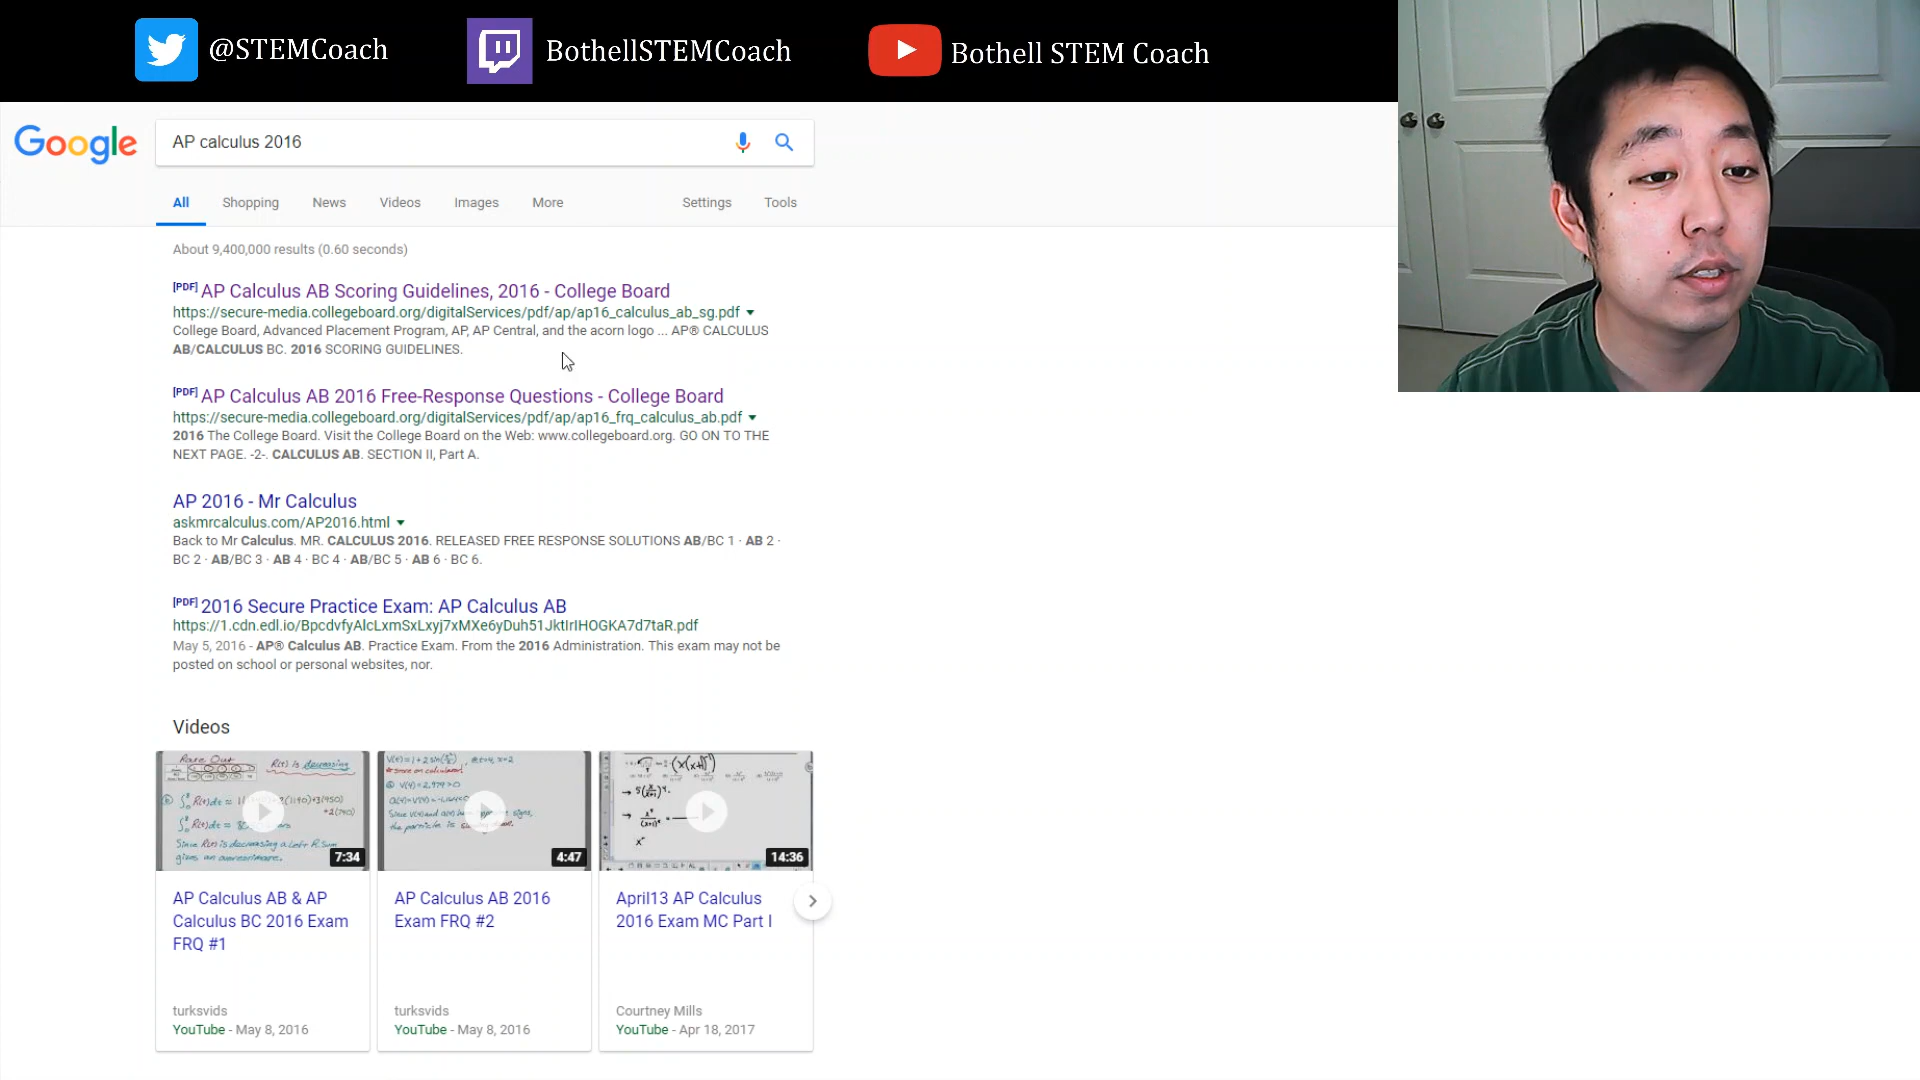 @STEMCoach
BothellSTEMCoach
Bothell STEM Coach
Google
AP calculus 2016
All Shopping News Videos Images More Settings Tools
About 9,400,000 results (0.60 seconds)
[PDF] AP Calculus AB Scoring Guidelines, 2016 - College Board
https://secure-media.collegeboard.org/digitalServices/pdf/ap/ap16_calculus_ab_sg.pdf
College Board, Advanced Placement Program, AP, AP Central, and the acorn logo ... AP® CALCULUS
AB/CALCULUS BC. 2016 SCORING GUIDELINES.
[PDF] AP Calculus AB 2016 Free-Response Questions - College Board
https://secure-media.collegeboard.org/digitalServices/pdf/ap/ap16_frq_calculus_ab.pdf
2016 The College Board. Visit the College Board on the Web: www.collegeboard.org. GO ON TO THE
NEXT PAGE. -2-. CALCULUS AB. SECTION II, Part A.
AP 2016 - Mr Calculus
askmrcalculus.com/AP2016.html
Back to Mr Calculus. MR. CALCULUS 2016. RELEASED FREE RESPONSE SOLUTIONS AB/BC 1 · AB 2 ·
BC 2 · AB/BC 3 · AB 4 · BC 4 · AB/BC 5 · AB 6 · BC 6.
[PDF] 2016 Secure Practice Exam: AP Calculus AB
https://1.cdn.edl.io/BpcdvfyAlcLxmSxLxyj7xMXe6yDuh51JktIrIHOGKA7d7taR.pdf
May 5, 2016 - AP® Calculus AB. Practice Exam. From the 2016 Administration. This exam may not be
posted on school or personal websites, nor.
Videos
R(t) is decreasing
7:34
4:47
14:36
AP Calculus AB & AP
Calculus BC 2016 Exam
FRQ #1
turksvids
YouTube - May 8, 2016
AP Calculus AB 2016
Exam FRQ #2
turksvids
YouTube - May 8, 2016
April13 AP Calculus
2016 Exam MC Part I
Courtney Mills
YouTube - Apr 18, 2017